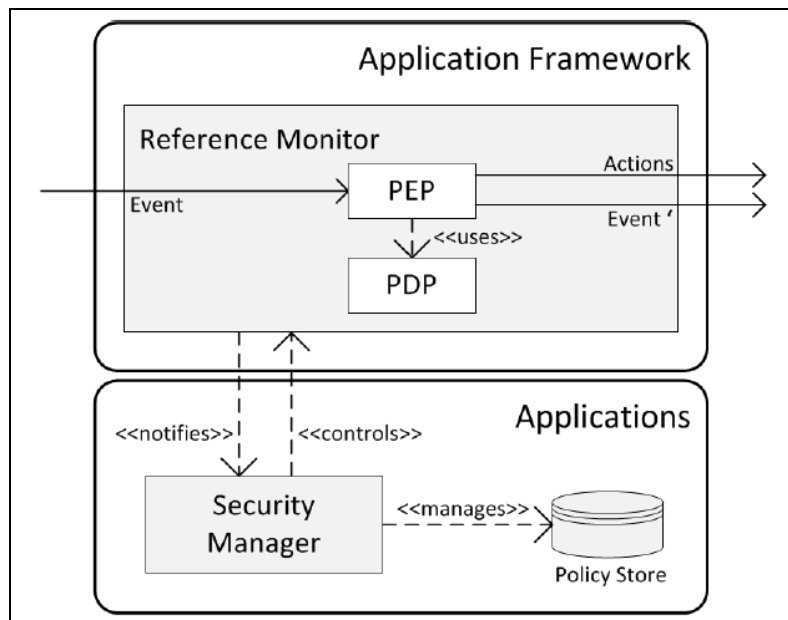 Application Framework
Reference Monitor
Event
PEP
Actions
Event ‘
<<uses>>
PDP
<<notifies>>
<<controls>>
Applications
Security
Manager
<<manages>>
Policy Store